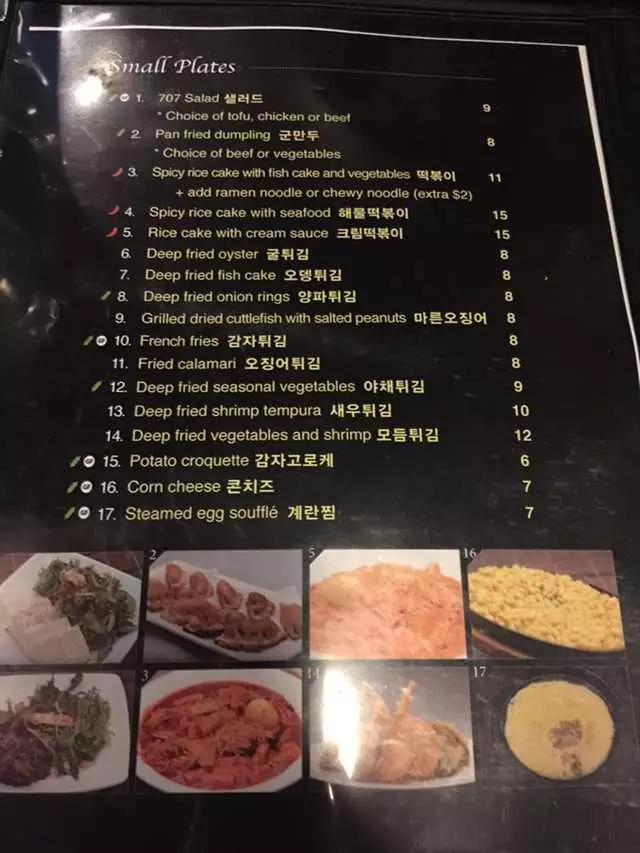 Small Plates
GF 1. 707 Salad 샐러드 9
* Choice of tofu, chicken or beef
2. Pan fried dumpling 군만두 8
* Choice of beef or vegetables
3. Spicy rice cake with fish cake and vegetables 떡볶이 11
+ add ramen noodle or chewy noodle (extra $2)
4. Spicy rice cake with seafood 해물떡볶이 15
5. Rice cake with cream sauce 크림떡볶이 15
6. Deep fried oyster 굴튀김 8
7. Deep fried fish cake 오뎅튀김 8
8. Deep fried onion rings 양파튀김 8
9. Grilled dried cuttlefish with salted peanuts 마른오징어 8
GF 10. French fries 감자튀김 8
11. Fried calamari 오징어튀김 8
12. Deep fried seasonal vegetables 야채튀김 9
13. Deep fried shrimp tempura 새우튀김 10
14. Deep fried vegetables and shrimp 모듬튀김 12
GF 15. Potato croquette 감자고로케 6
GF 16. Corn cheese 콘치즈 7
GF 17. Steamed egg soufflé 계란찜 7
2. 5 16
3 14 17